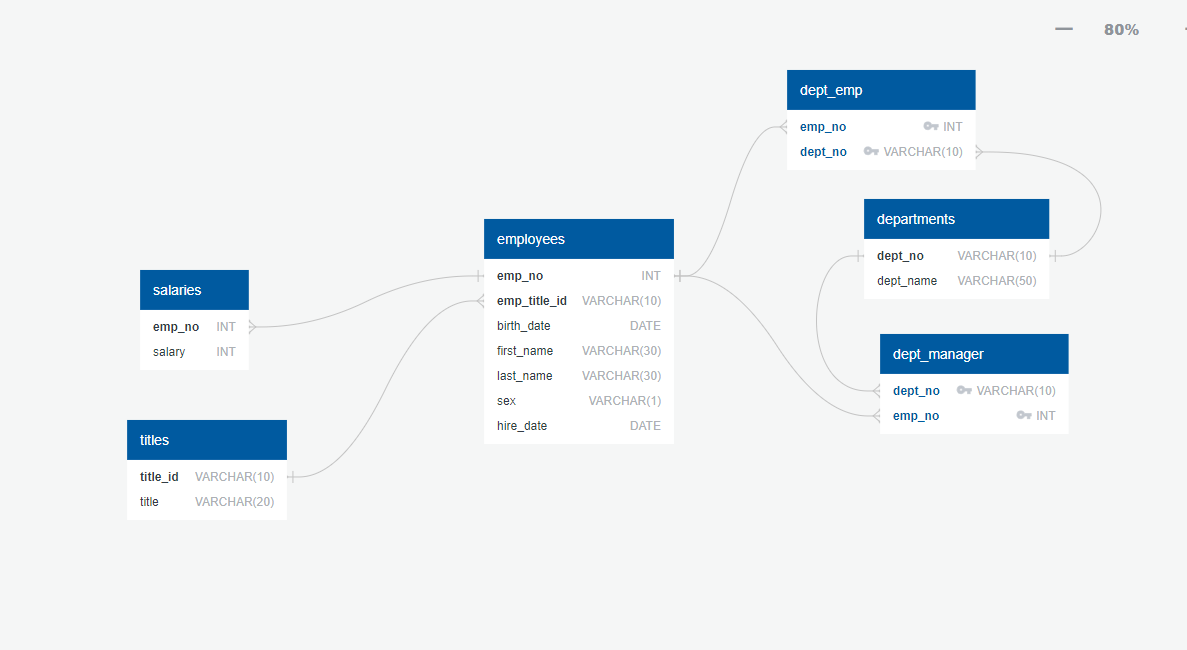 80%
dept_emp
emp_no INT
dept_no VARCHAR(10)
departments
dept_no VARCHAR(10)
dept_name VARCHAR(50)
employees
emp_no INT
emp_title_id VARCHAR(10)
birth_date DATE
first_name VARCHAR(30)
last_name VARCHAR(30)
sex VARCHAR(1)
hire_date DATE
salaries
emp_no INT
salary INT
dept_manager
dept_no VARCHAR(10)
emp_no INT
titles
title_id VARCHAR(10)
title VARCHAR(20)